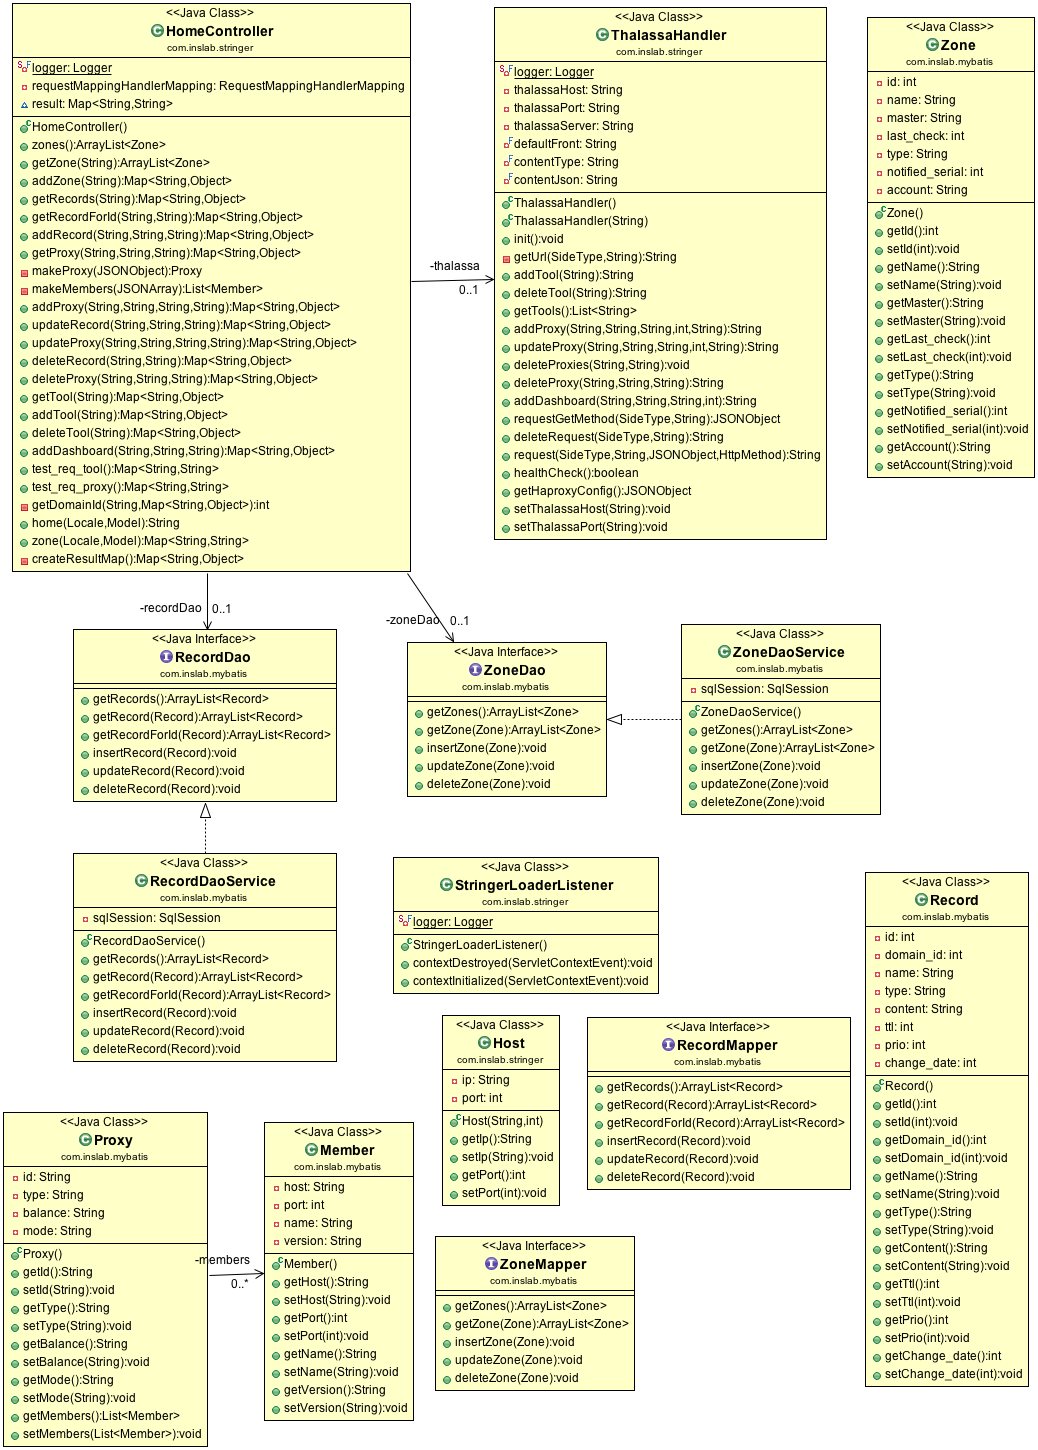 <<Java Class>>
HomeController
com.inslab.stringer
logger: Logger
requestMappingHandlerMapping: RequestMappingHandlerMapping
result: Map<String,String>
HomeController()
zones():ArrayList<Zone>
getZone(String):ArrayList<Zone>
addZone(String):Map<String,Object>
getRecords(String):Map<String,Object>
getRecordForId(String,String):Map<String,Object>
addRecord(String,String,String):Map<String,Object>
getProxy(String,String,String):Map<String,Object>
makeProxy(JSONObject):Proxy
makeMembers(JSONArray):List<Member>
addProxy(String,String,String,String):Map<String,Object>
updateRecord(String,String,String):Map<String,Object>
updateProxy(String,String,String,String):Map<String,Object>
deleteRecord(String,String):Map<String,Object>
deleteProxy(String,String,String):Map<String,Object>
getTool(String):Map<String,Object>
addTool(String):Map<String,Object>
deleteTool(String):Map<String,Object>
addDashboard(String,String,String):Map<String,Object>
test_req_tool():Map<String,String>
test_req_proxy():Map<String,String>
getDomainId(String,Map<String,Object>):int
home(Locale,Model):String
zone(Locale,Model):Map<String,String>
createResultMap():Map<String,Object>
-thalassa
0..1
<<Java Class>>
ThalassaHandler
com.inslab.stringer
logger: Logger
thalassaHost: String
thalassaPort: String
thalassaServer: String
defaultFront: String
contentType: String
contentJson: String
ThalassaHandler()
ThalassaHandler(String)
init():void
getUrl(SideType,String):String
addTool(String):String
deleteTool(String):String
getTools():List<String>
addProxy(String,String,String,int,String):String
updateProxy(String,String,String,int,String):String
deleteProxies(String,String):void
deleteProxy(String,String,String):String
addDashboard(String,String,String,int):String
requestGetMethod(SideType,String):JSONObject
deleteRequest(SideType,String):String
request(SideType,String,JSONObject,HttpMethod):String
healthCheck():boolean
getHaproxyConfig():JSONObject
setThalassaHost(String):void
setThalassaPort(String):void
<<Java Class>>
Zone
com.inslab.mybatis
id: int
name: String
master: String
last_check: int
type: String
notified_serial: int
account: String
Zone()
getId():int
setId(int):void
getName():String
setName(String):void
getMaster():String
setMaster(String):void
getLast_check():int
setLast_check(int):void
getType():String
setType(String):void
getNotified_serial():int
setNotified_serial(int):void
getAccount():String
setAccount(String):void
-recordDao
0..1
-zoneDao
0..1
<<Java Interface>>
RecordDao
com.inslab.mybatis
getRecords():ArrayList<Record>
getRecord(Record):ArrayList<Record>
getRecordForId(Record):ArrayList<Record>
insertRecord(Record):void
updateRecord(Record):void
deleteRecord(Record):void
<<Java Interface>>
ZoneDao
com.inslab.mybatis
getZones():ArrayList<Zone>
getZone(Zone):ArrayList<Zone>
insertZone(Zone):void
updateZone(Zone):void
deleteZone(Zone):void
<<Java Class>>
ZoneDaoService
com.inslab.mybatis
sqlSession: SqlSession
ZoneDaoService()
getZones():ArrayList<Zone>
getZone(Zone):ArrayList<Zone>
insertZone(Zone):void
updateZone(Zone):void
deleteZone(Zone):void
<<Java Class>>
RecordDaoService
com.inslab.mybatis
sqlSession: SqlSession
RecordDaoService()
getRecords():ArrayList<Record>
getRecord(Record):ArrayList<Record>
getRecordForId(Record):ArrayList<Record>
insertRecord(Record):void
updateRecord(Record):void
deleteRecord(Record):void
<<Java Class>>
StringerLoaderListener
com.inslab.stringer
logger: Logger
StringerLoaderListener()
contextDestroyed(ServletContextEvent):void
contextInitialized(ServletContextEvent):void
<<Java Class>>
Record
com.inslab.mybatis
id: int
domain_id: int
name: String
type: String
content: String
ttl: int
prio: int
change_date: int
Record()
getId():int
setId(int):void
getDomain_id():int
setDomain_id(int):void
getName():String
setName(String):void
getType():String
setType(String):void
getContent():String
setContent(String):void
getTtl():int
setTtl(int):void
getPrio():int
setPrio(int):void
getChange_date():int
setChange_date(int):void
<<Java Class>>
Host
com.inslab.stringer
ip: String
port: int
Host(String,int)
getIp():String
setIp(String):void
getPort():int
setPort(int):void
<<Java Interface>>
RecordMapper
com.inslab.mybatis
getRecords():ArrayList<Record>
getRecord(Record):ArrayList<Record>
getRecordForId(Record):ArrayList<Record>
insertRecord(Record):void
updateRecord(Record):void
deleteRecord(Record):void
<<Java Class>>
Proxy
com.inslab.mybatis
id: String
type: String
balance: String
mode: String
Proxy()
getId():String
setId(String):void
getType():String
setType(String):void
getBalance():String
setBalance(String):void
getMode():String
setMode(String):void
getMembers():List<Member>
setMembers(List<Member>):void
-members
0..*
<<Java Class>>
Member
com.inslab.mybatis
host: String
port: int
name: String
version: String
Member()
getHost():String
setHost(String):void
getPort():int
setPort(int):void
getName():String
setName(String):void
getVersion():String
setVersion(String):void
<<Java Interface>>
ZoneMapper
com.inslab.mybatis
getZones():ArrayList<Zone>
getZone(Zone):ArrayList<Zone>
insertZone(Zone):void
updateZone(Zone):void
deleteZone(Zone):void